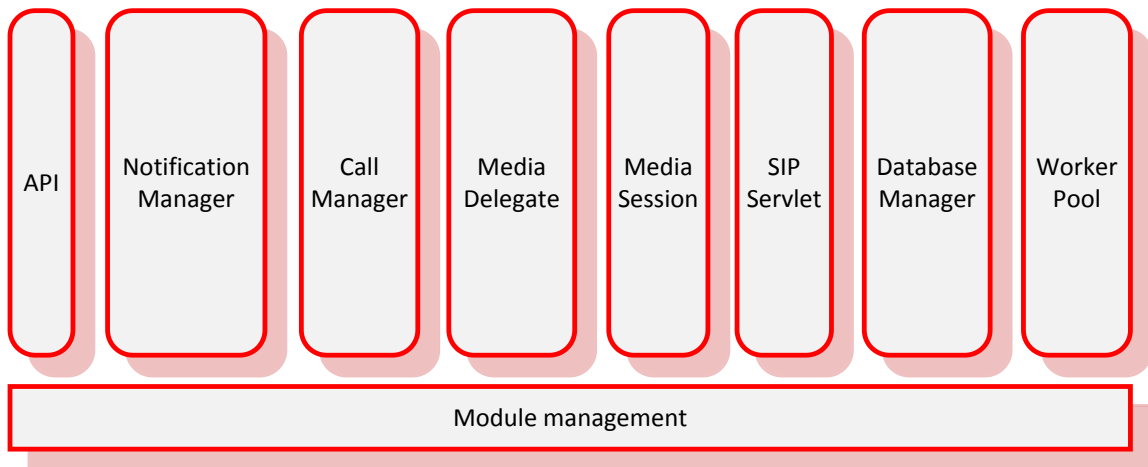 API
Notification
Manager
Call
Manager
Media
Delegate
Media
Session
SIP
Servlet
Database
Manager
Worker
Pool
Module management